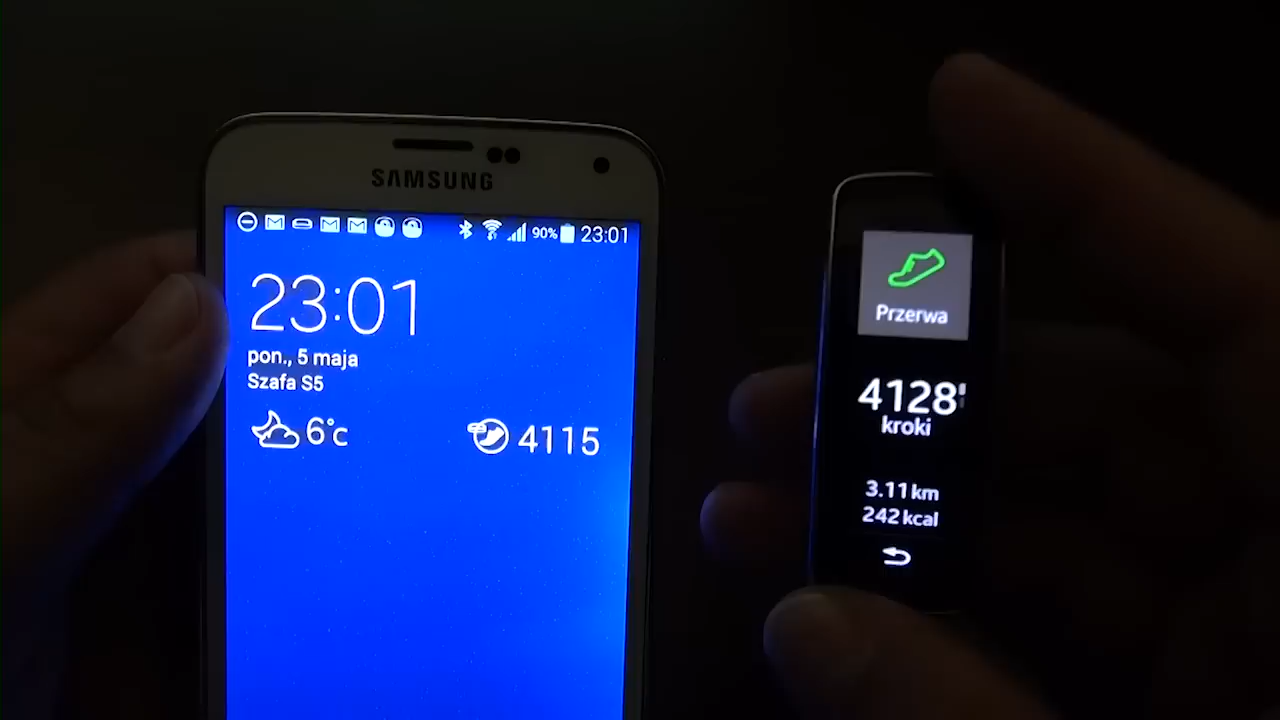 SAMSUNG
90% 23:01
23:01
pon., 5 maja
Szafa S5
6°c
4115
Przerwa
4128
kroki
3.11 km
242 kcal